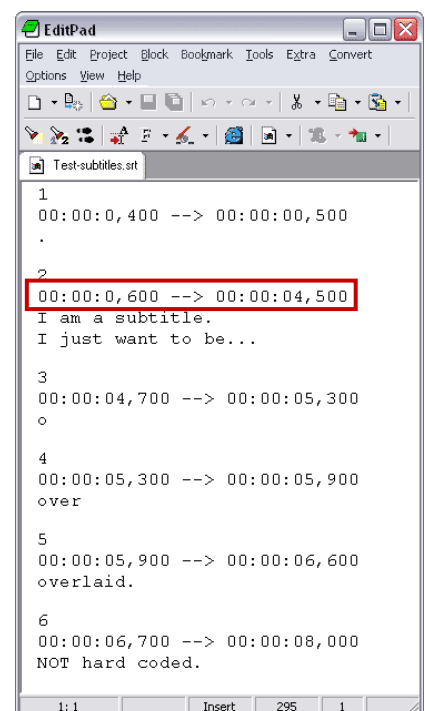 EditPad
File Edit Project Block Bookmark Tools Extra Convert
Options View Help
Test-subtitles.srt
1
00:00:0,400 --> 00:00:00,500
.
2
00:00:0,600 --> 00:00:04,500
I am a subtitle.
I just want to be...
3
00:00:04,700 --> 00:00:05,300
o
4
00:00:05,300 --> 00:00:05,900
over
5
00:00:05,900 --> 00:00:06,600
overlaid.
6
00:00:06,700 --> 00:00:08,000
NOT hard coded.
1: 1 Insert 295 1